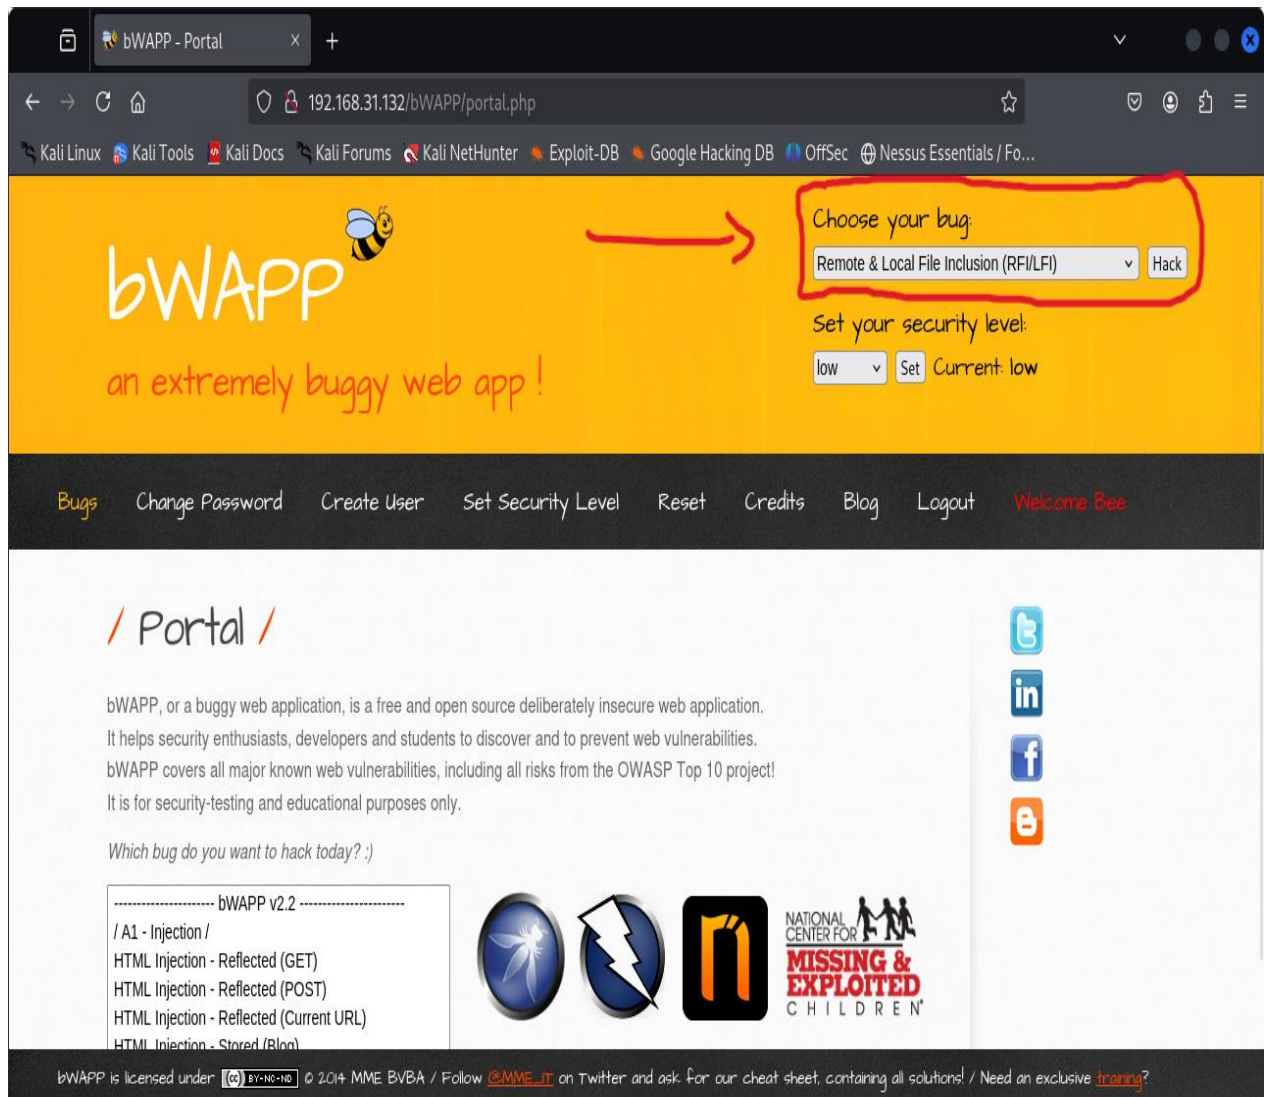 bWAPP - Portal
192.168.31.132/bWAPP/portal.php
Kali Linux Kali Tools Kali Docs Kali Forums Kali NetHunter Exploit-DB Google Hacking DB OffSec Nessus Essentials / Fo...
bWAPP
an extremely buggy web app !
Choose your bug:
Remote & Local File Inclusion (RFI/LFI) Hack
Set your security level:
low Set Current: low
Bugs Change Password Create User Set Security Level Reset Credits Blog Logout Welcome Bee
/ Portal /
bWAPP, or a buggy web application, is a free and open source deliberately insecure web application.
It helps security enthusiasts, developers and students to discover and to prevent web vulnerabilities.
bWAPP covers all major known web vulnerabilities, including all risks from the OWASP Top 10 project!
It is for security-testing and educational purposes only.
Which bug do you want to hack today? :)
---------------------- bWAPP v2.2 -----------------------
/ A1 - Injection /
HTML Injection - Reflected (GET)
HTML Injection - Reflected (POST)
HTML Injection - Reflected (Current URL)
HTML Injection - Stored (Blog)
NATIONAL
CENTER FOR
MISSING &
EXPLOITED
CHILDREN
bWAPP is licensed under (cc) BY-NC-ND © 2014 MME BVBA / Follow @MME_IT on Twitter and ask for our cheat sheet, containing all solutions! / Need an exclusive training?